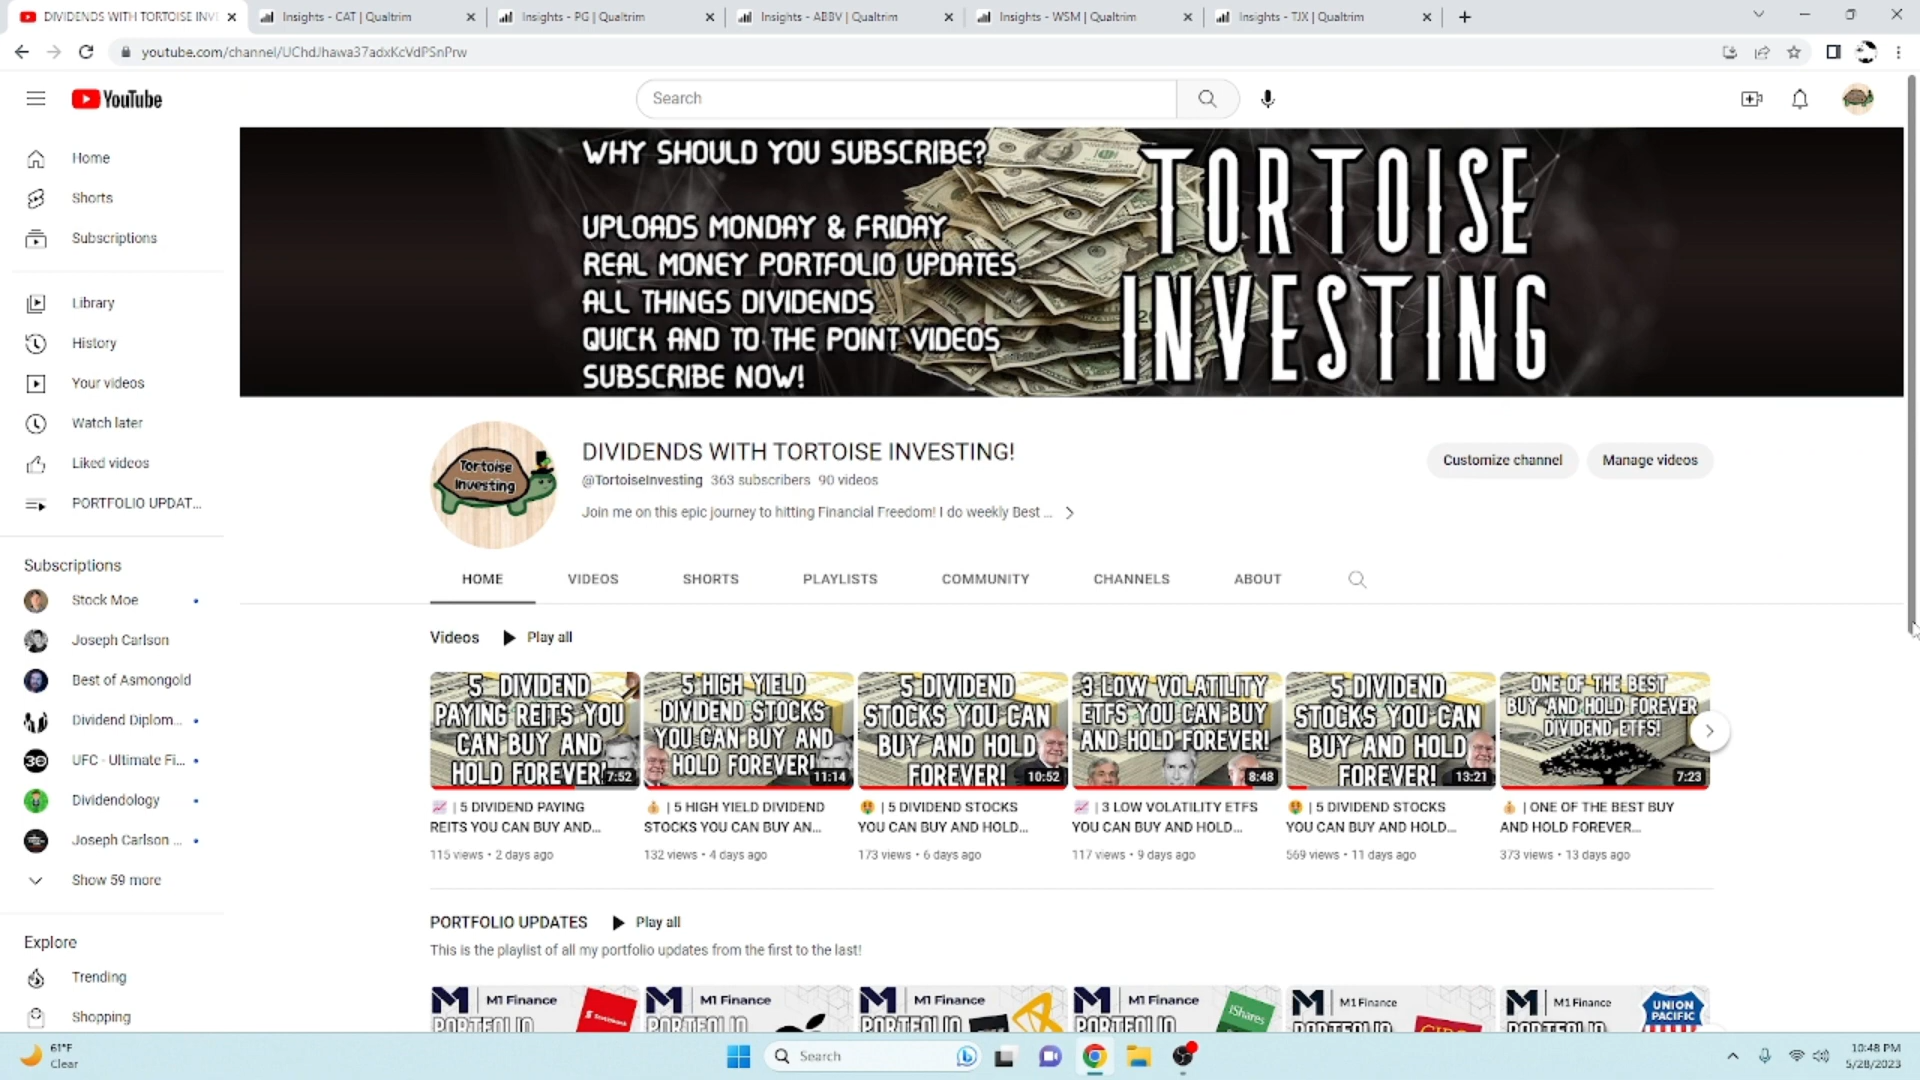 DIVIDENDS WITH TORTOISE INV
Insights - CAT | Qualtrim
Insights - PG | Qualtrim
Insights - ABBV | Qualtrim
Insights - WSM | Qualtrim
Insights - TJX | Qualtrim
youtube.com/channel/UChdJhawa37adxKcVdPSnPrw
YouTube
Search
Home
Shorts
Subscriptions
Library
History
Your videos
Watch later
Liked videos
PORTFOLIO UPDAT...
Subscriptions
Stock Moe
Joseph Carlson
Best of Asmongold
Dividend Diplom...
UFC - Ultimate Fi...
Dividendology
Joseph Carlson ...
Show 59 more
Explore
Trending
Shopping
WHY SHOULD YOU SUBSCRIBE?
UPLOADS MONDAY & FRIDAY
REAL MONEY PORTFOLIO UPDATES
ALL THINGS DIVIDENDS
QUICK AND TO THE POINT VIDEOS
SUBSCRIBE NOW!
TORTOISE
INVESTING
Tortoise
Investing
DIVIDENDS WITH TORTOISE INVESTING!
@TortoiseInvesting 363 subscribers 90 videos
Join me on this epic journey to hitting Financial Freedom! I do weekly Best ...
Customize channel
Manage videos
HOME
VIDEOS
SHORTS
PLAYLISTS
COMMUNITY
CHANNELS
ABOUT
Videos
Play all
5 DIVIDEND
PAYING REITS YOU
CAN BUY AND
HOLD FOREVER!
7:52
| 5 DIVIDEND PAYING
REITS YOU CAN BUY AND...
115 views • 2 days ago
5 HIGH YIELD
DIVIDEND STOCKS
YOU CAN BUY AND
HOLD FOREVER!
11:14
| 5 HIGH YIELD DIVIDEND
STOCKS YOU CAN BUY AN...
132 views • 4 days ago
5 DIVIDEND
STOCKS YOU CAN
BUY AND HOLD
FOREVER!
10:52
| 5 DIVIDEND STOCKS
YOU CAN BUY AND HOLD...
173 views • 6 days ago
3 LOW VOLATILITY
ETFS YOU CAN BUY
AND HOLD FOREVER!
8:48
| 3 LOW VOLATILITY ETFS
YOU CAN BUY AND HOLD...
117 views • 9 days ago
5 DIVIDEND
STOCKS YOU CAN
BUY AND HOLD
FOREVER!
13:21
| 5 DIVIDEND STOCKS
YOU CAN BUY AND HOLD...
569 views • 11 days ago
ONE OF THE BEST
BUY AND HOLD FOREVER
DIVIDEND ETFS!
7:23
| ONE OF THE BEST BUY
AND HOLD FOREVER...
373 views • 13 days ago
PORTFOLIO UPDATES
Play all
This is the playlist of all my portfolio updates from the first to the last!
M1 Finance
PORTFOLIO
Scotiabank
M1 Finance
PORTFOLIO
M1 Finance
PORTFOLIO
M1 Finance
PORTFOLIO
iShares
M1 Finance
PORTFOLIO
M1 Finance
PORTFOLIO
UNION
PACIFIC
61°F
Clear
Search
10:48 PM
5/28/2023